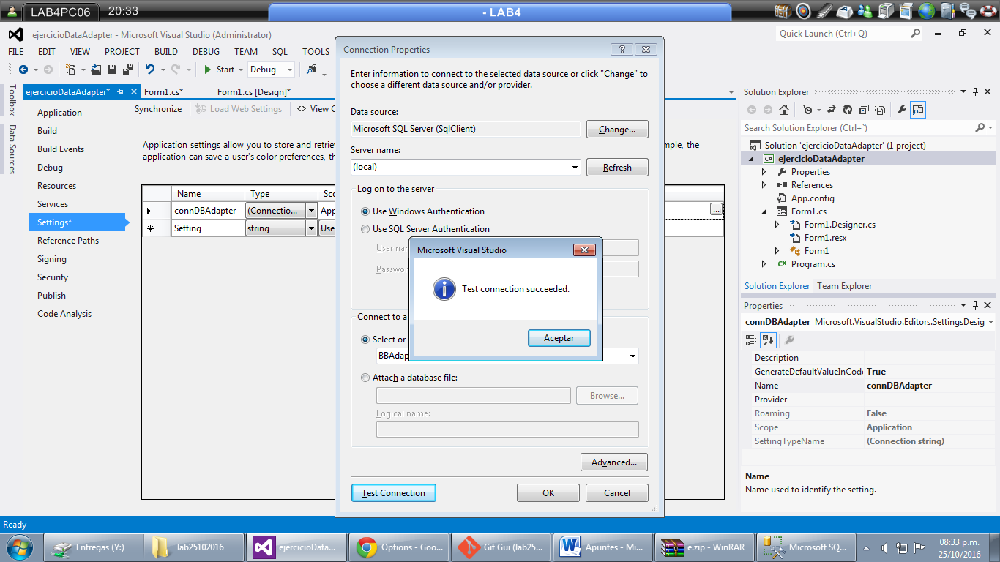 LAB4PC06
20:33
- LAB4
ejercicioDataAdapter - Microsoft Visual Studio (Administrator)
Quick Launch (Ctrl+Q)
FILE EDIT VIEW PROJECT BUILD DEBUG TEAM SQL TOOLS
Start
Debug
Toolbox
Data Sources
ejercicioDataAdapter*
Form1.cs*
Form1.cs [Design]*
Application
Build
Build Events
Debug
Resources
Services
Settings*
Reference Paths
Signing
Security
Publish
Code Analysis
Synchronize
Load Web Settings
View C
Application settings allow you to store and retrie
mple, the
application can save a user's color preferences, th
Name Type Sco
connDBAdapter (Connectio... App
...
Setting string Use
Connection Properties
Enter information to connect to the selected data source or click "Change" to
choose a different data source and/or provider.
Data source:
Microsoft SQL Server (SqlClient)
Change...
Server name:
(local)
Refresh
Log on to the server
Use Windows Authentication
Use SQL Server Authentication
User nam
Passwor
Connect to a
Select or
BBAdap
Attach a database file:
Browse...
Logical name:
Advanced...
Test Connection
OK
Cancel
Microsoft Visual Studio
Test connection succeeded.
Aceptar
Solution Explorer
Search Solution Explorer (Ctrl+´)
Solution 'ejercicioDataAdapter' (1 project)
ejercicioDataAdapter
Properties
References
App.config
Form1.cs
Form1.Designer.cs
Form1.resx
Form1
Program.cs
Solution Explorer Team Explorer
Properties
connDBAdapter Microsoft.VisualStudio.Editors.SettingsDesig
Description
GenerateDefaultValueInCode True
Name connDBAdapter
Provider
Roaming False
Scope Application
SettingTypeName (Connection string)
Name
Name used to identify the setting.
Ready
Entregas (Y:)
lab25102016
ejercicioData...
Options - Goo...
Git Gui (lab25...
Apuntes - Mi...
e.zip - WinRAR
Microsoft SQ...
08:33 p.m.
25/10/2016